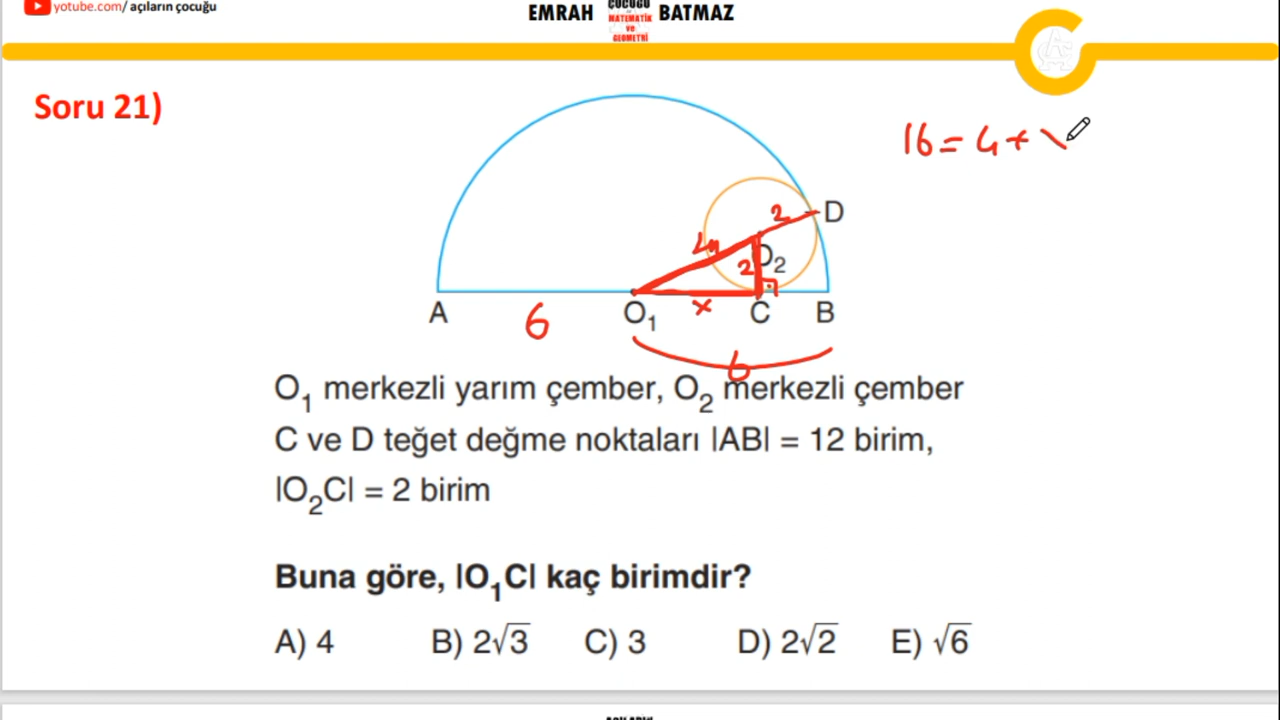 yotube.com/ açıların çocuğu
EMRAH ÇOCUĞU MATEMATİK ve GEOMETRİ BATMAZ
Soru 21)
16 = 4 +
2 D
4 2 O2
A 6 O1 x C B
6
O1 merkezli yarım çember, O2 merkezli çember
C ve D teğet değme noktaları |AB| = 12 birim,
|O2C| = 2 birim
Buna göre, |O1C| kaç birimdir?
A) 4 B) 2√3 C) 3 D) 2√2 E) √6